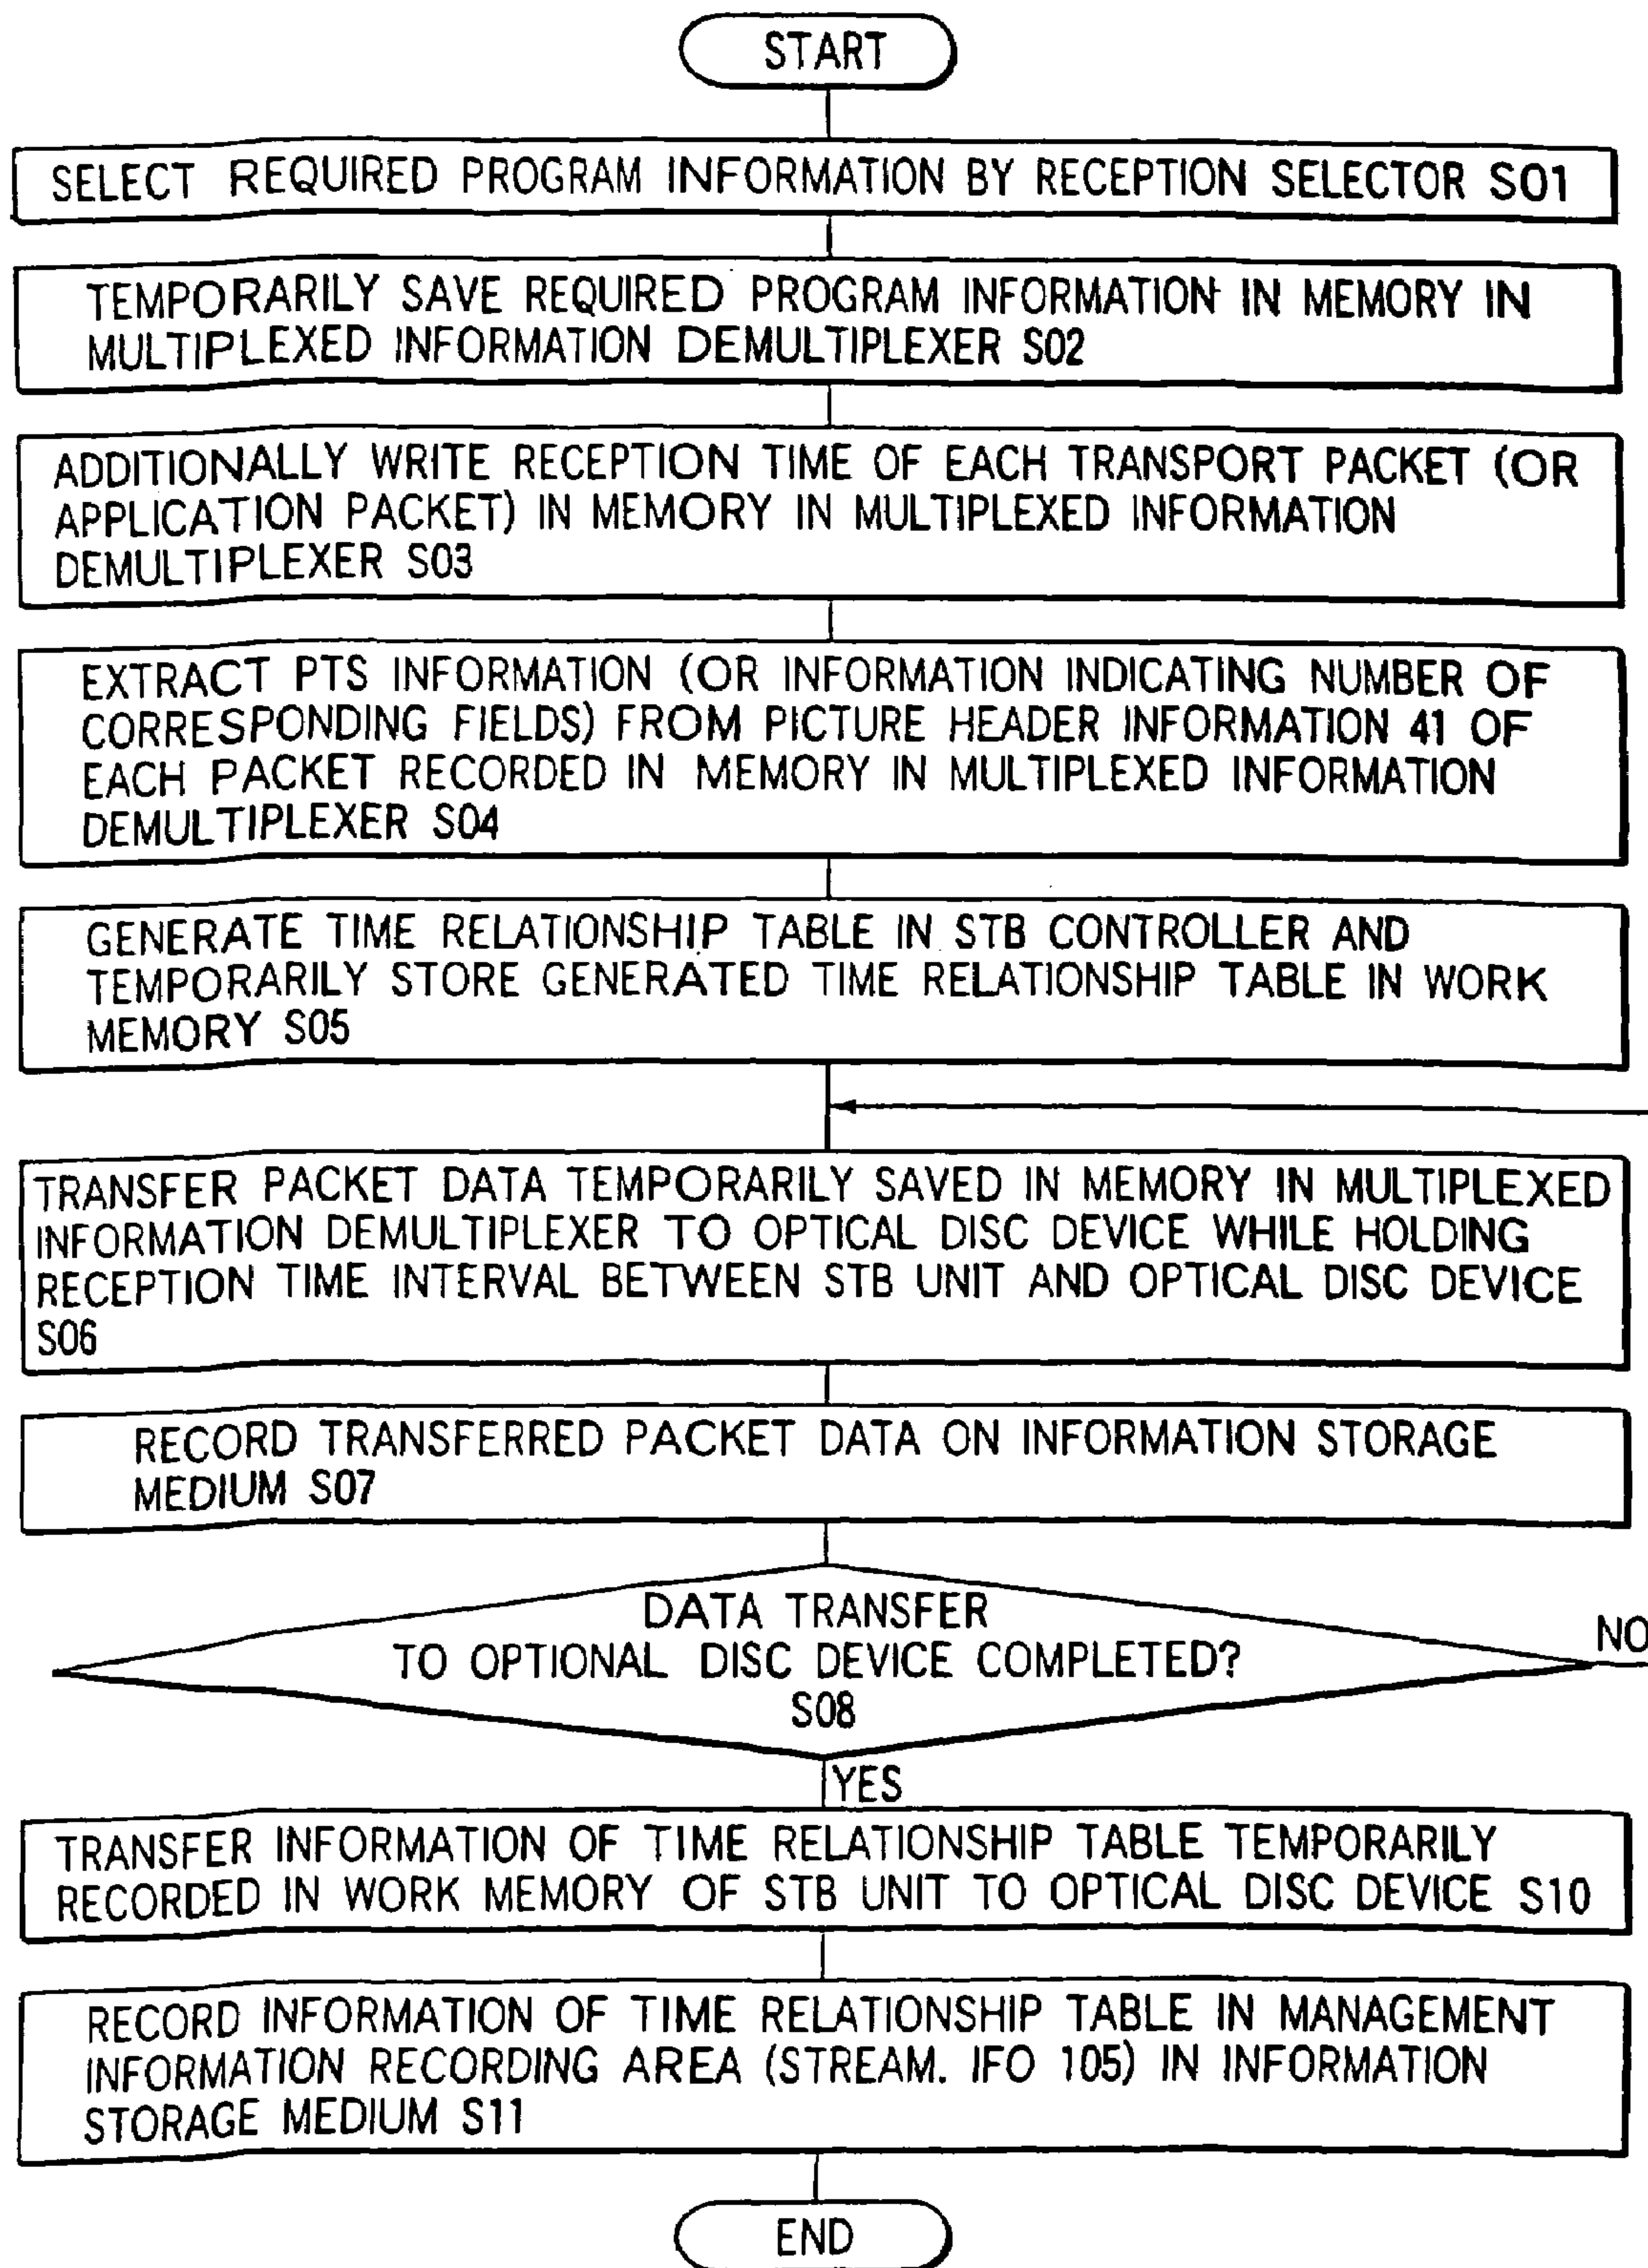 START
SELECT REQUIRED PROGRAM INFORMATION BY RECEPTION SELECTOR S01
TEMPORARILY SAVE REQUIRED PROGRAM INFORMATION IN MEMORY IN
MULTIPLEXED INFORMATION DEMULTIPLEXER S02
ADDITIONALLY WRITE RECEPTION TIME OF EACH TRANSPORT PACKET (OR
APPLICATION PACKET) IN MEMORY IN MULTIPLEXED INFORMATION
DEMULTIPLEXER S03
EXTRACT PTS INFORMATION (OR INFORMATION INDICATING NUMBER OF
CORRESPONDING FIELDS) FROM PICTURE HEADER INFORMATION 41 OF
EACH PACKET RECORDED IN MEMORY IN MULTIPLEXED INFORMATION
DEMULTIPLEXER S04
GENERATE TIME RELATIONSHIP TABLE IN STB CONTROLLER AND
TEMPORARILY STORE GENERATED TIME RELATIONSHIP TABLE IN WORK
MEMORY S05
TRANSFER PACKET DATA TEMPORARILY SAVED IN MEMORY IN MULTIPLEXED
INFORMATION DEMULTIPLEXER TO OPTICAL DISC DEVICE WHILE HOLDING
RECEPTION TIME INTERVAL BETWEEN STB UNIT AND OPTICAL DISC DEVICE
S06
RECORD TRANSFERRED PACKET DATA ON INFORMATION STORAGE
MEDIUM S07
DATA TRANSFER
TO OPTIONAL DISC DEVICE COMPLETED?
S08
NO
YES
TRANSFER INFORMATION OF TIME RELATIONSHIP TABLE TEMPORARILY
RECORDED IN WORK MEMORY OF STB UNIT TO OPTICAL DISC DEVICE S10
RECORD INFORMATION OF TIME RELATIONSHIP TABLE IN MANAGEMENT
INFORMATION RECORDING AREA (STREAM. IFO 105) IN INFORMATION
STORAGE MEDIUM S11
END